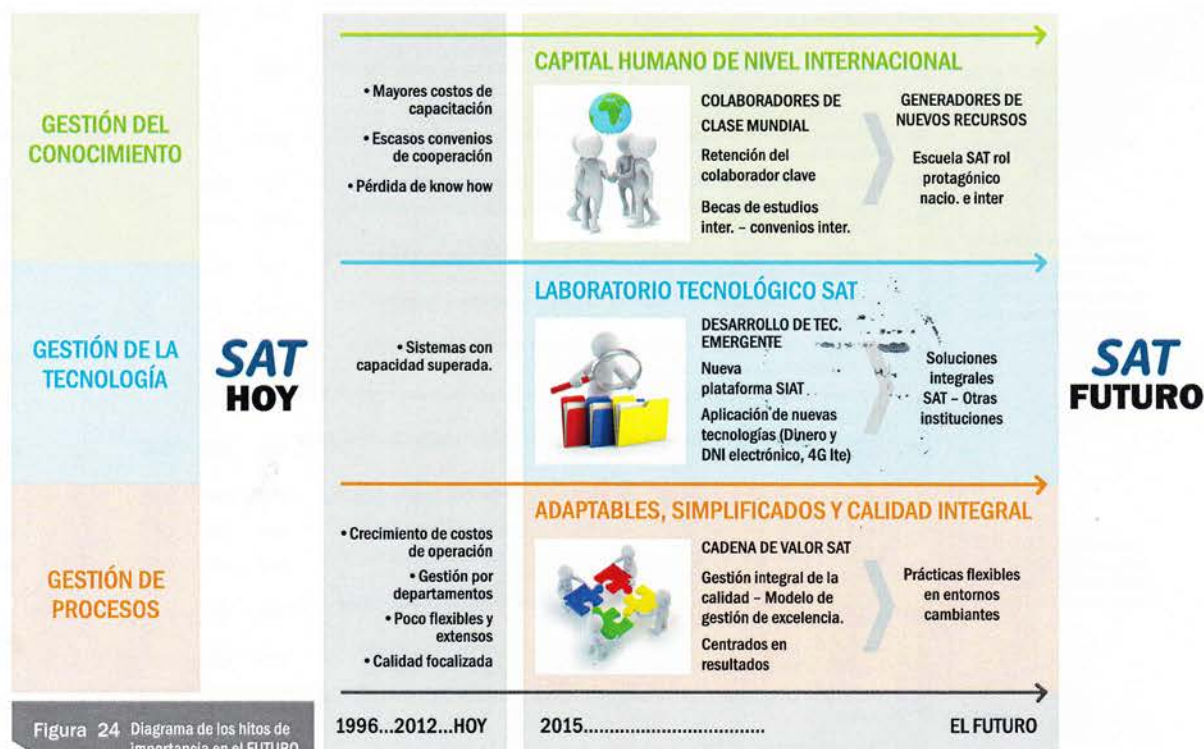 GESTIÓN DEL
CONOCIMIENTO
GESTIÓN DE LA
TECNOLOGÍA
GESTIÓN DE
PROCESOS
SAT
HOY
• Mayores costos de
capacitación
• Escasos convenios
de cooperación
• Pérdida de know how
CAPITAL HUMANO DE NIVEL INTERNACIONAL
COLABORADORES DE
CLASE MUNDIAL
Retención del
colaborador clave
Becas de estudios
inter. – convenios inter.
GENERADORES DE
NUEVOS RECURSOS
Escuela SAT rol
protagónico
nacio. e inter
• Sistemas con
capacidad superada.
LABORATORIO TECNOLÓGICO SAT
DESARROLLO DE TEC.
EMERGENTE
Nueva
plataforma SIAT
Aplicación de nuevas
tecnologías (Dinero y
DNI electrónico, 4G lte)
Soluciones
integrales
SAT – Otras
instituciones
• Crecimiento de costos
de operación
• Gestión por
departamentos
• Poco flexibles y
extensos
• Calidad focalizada
ADAPTABLES, SIMPLIFICADOS Y CALIDAD INTEGRAL
CADENA DE VALOR SAT
Gestión integral de la
calidad – Modelo de
gestión de excelencia.
Centrados en
resultados
Prácticas flexibles
en entornos
cambiantes
SAT
FUTURO
1996...2012...HOY
2015..................................
EL FUTURO
Figura 24 Diagrama de los hitos de
importancia en el FUTURO